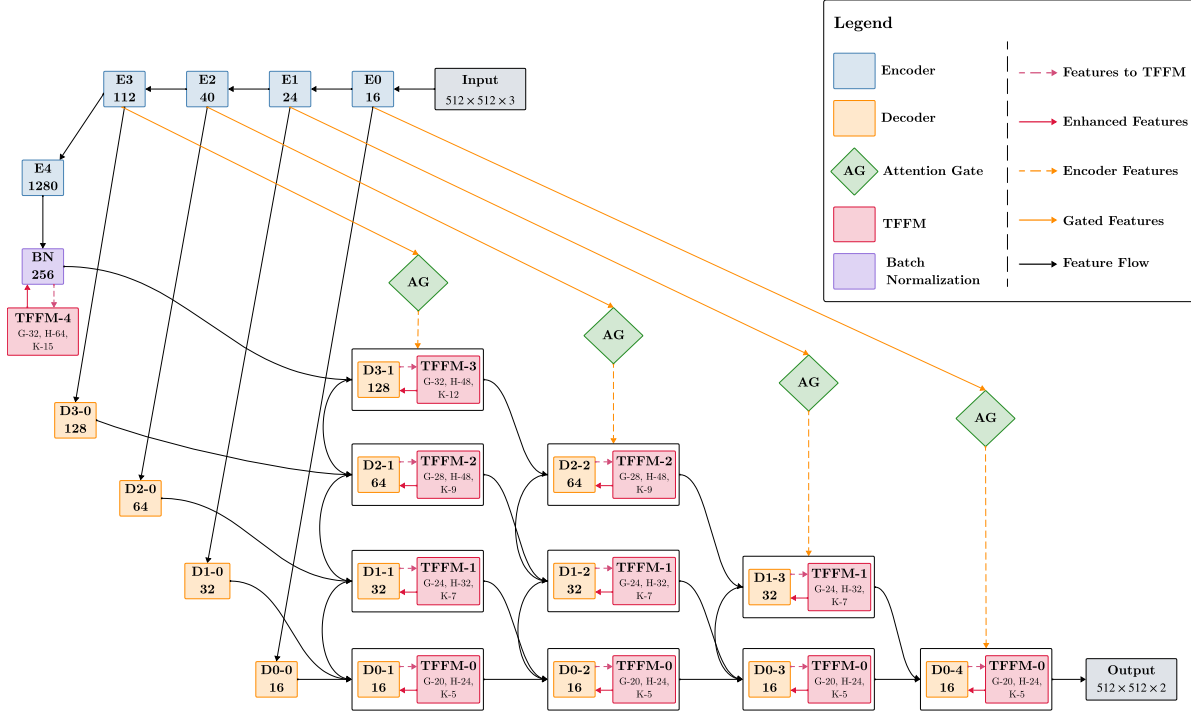 Legend
Encoder
Decoder
AG
Attention Gate
TFFM
Batch
Normalization
Features to TFFM
Enhanced Features
Encoder Features
Gated Features
Feature Flow
E3
112
E2
40
E1
24
E0
16
Input
512 × 512 × 3
E4
1280
BN
256
TFFM-4
G-32, H-64,
K-15
AG
AG
AG
AG
D3-1
128
TFFM-3
G-32, H-48,
K-12
D3-0
128
D2-1
64
TFFM-2
G-28, H-48,
K-9
D2-2
64
TFFM-2
G-28, H-48,
K-9
D2-0
64
D1-0
32
D1-1
32
TFFM-1
G-24, H-32,
K-7
D1-2
32
TFFM-1
G-24, H-32,
K-7
D1-3
32
TFFM-1
G-24, H-32,
K-7
D0-0
16
D0-1
16
TFFM-0
G-20, H-24,
K-5
D0-2
16
TFFM-0
G-20, H-24,
K-5
D0-3
16
TFFM-0
G-20, H-24,
K-5
D0-4
16
TFFM-0
G-20, H-24,
K-5
Output
512 × 512 × 2